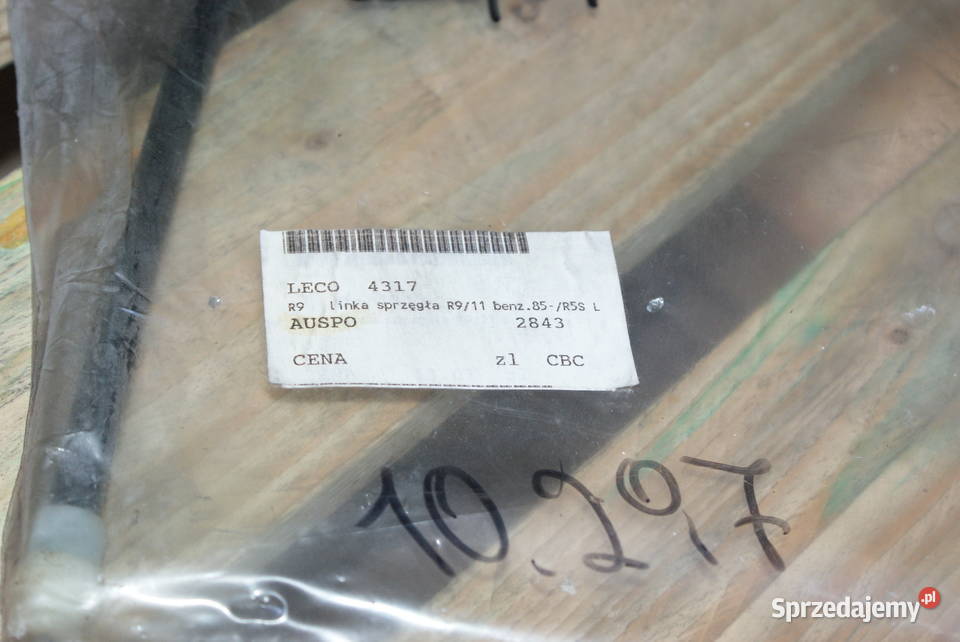 LECO 4317
R9 linka sprzęgła R9/11 benz.85-/R5S L
AUSPO 2843
CENA zl CBC
10.297
Sprzedajemy.pl